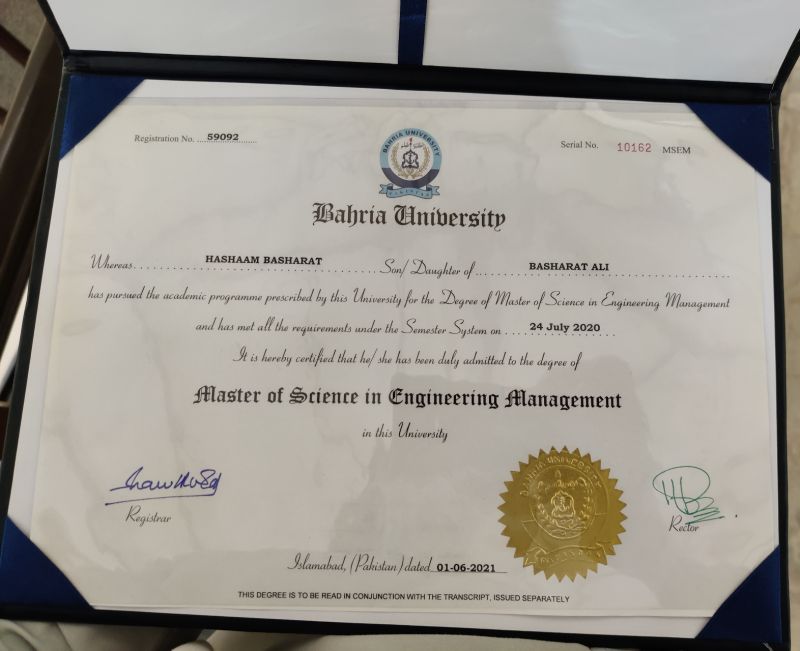 Registration No. 59092
Serial No. 10162 MSEM
BAHRIA UNIVERSITY
PAKISTAN
Bahria University
Whereas HASHAAM BASHARAT Son/ Daughter of BASHARAT ALI
has pursued the academic programme prescribed by this University for the Degree of Master of Science in Engineering Management
and has met all the requirements under the Semester System on 24 July 2020
It is hereby certified that he/ she has been duly admitted to the degree of
Master of Science in Engineering Management
in this University
BAHRIA UNIVERSITY
Registrar
Rector
Islamabad, (Pakistan) dated 01-06-2021
THIS DEGREE IS TO BE READ IN CONJUNCTION WITH THE TRANSCRIPT, ISSUED SEPARATELY